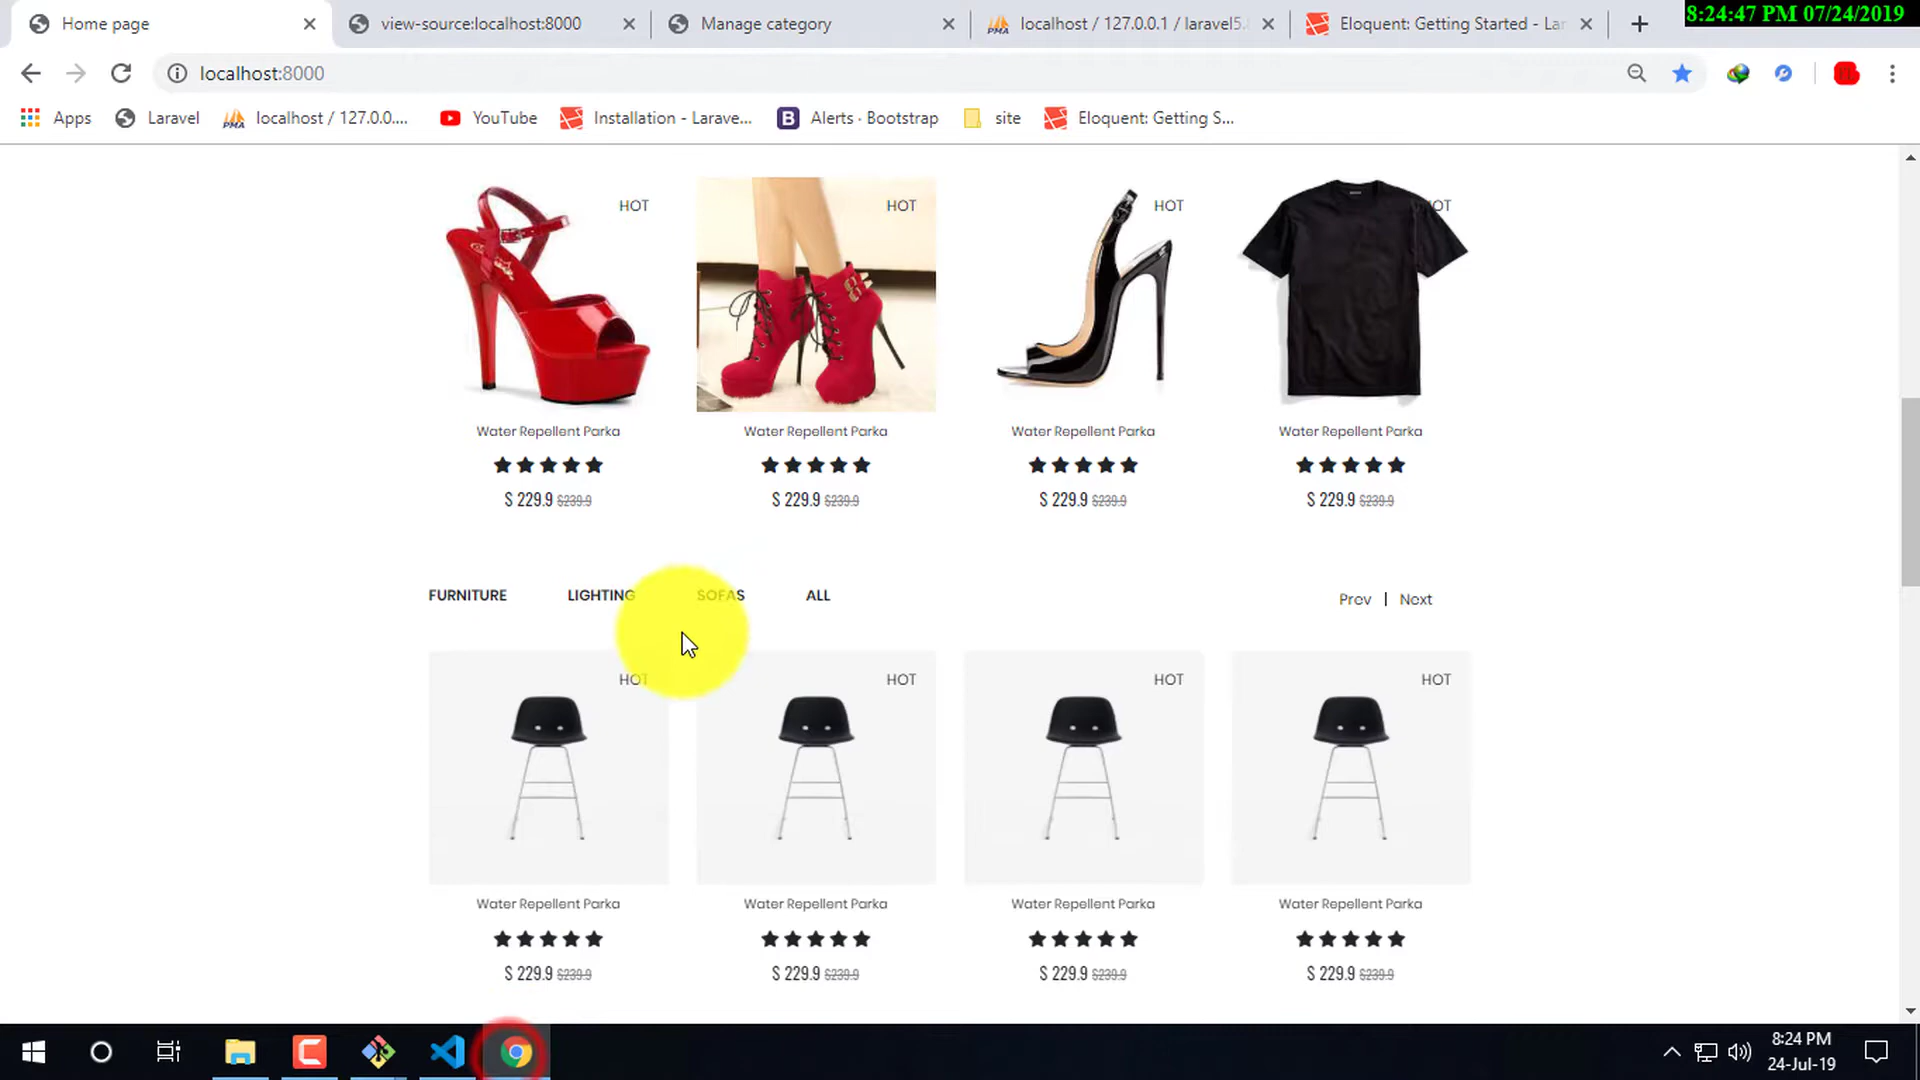 Home page
view-source:localhost:8000
Manage category
localhost / 127.0.0.1 / laravel5.
Eloquent: Getting Started - Lar
8:24:47 PM 07/24/2019
localhost:8000
Apps
Laravel
PMA
localhost / 127.0.0....
YouTube
Installation - Larave...
B
Alerts · Bootstrap
site
Eloquent: Getting S...
HOT
HOT
HOT
HOT
Water Repellent Parka
Water Repellent Parka
Water Repellent Parka
Water Repellent Parka
$ 229.9 $239.9
$ 229.9 $239.9
$ 229.9 $239.9
$ 229.9 $239.9
FURNITURE
LIGHTING
SOFAS
ALL
Prev | Next
HOT
HOT
HOT
HOT
Water Repellent Parka
Water Repellent Parka
Water Repellent Parka
Water Repellent Parka
$ 229.9 $239.9
$ 229.9 $239.9
$ 229.9 $239.9
$ 229.9 $239.9
8:24 PM
24-Jul-19